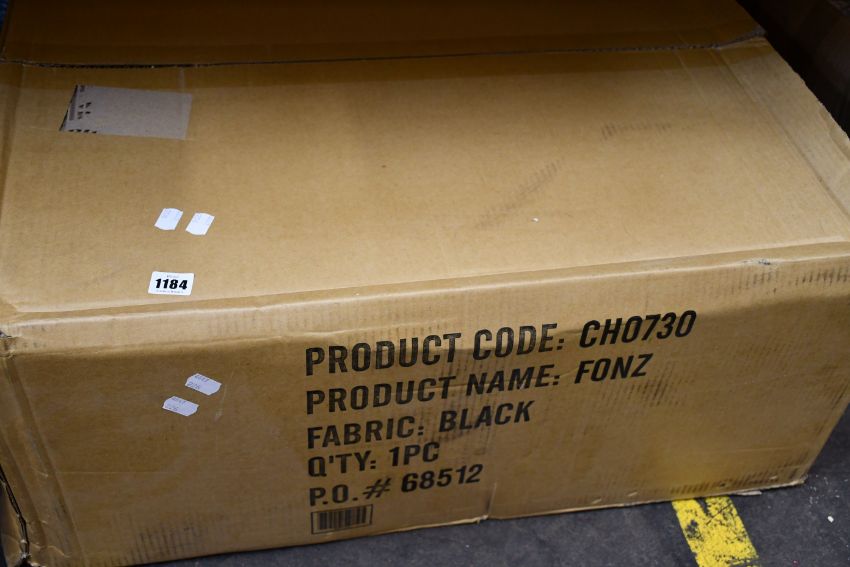 1184
PRODUCT CODE: CH0730
PRODUCT NAME: FONZ
FABRIC: BLACK
Q'TY: 1PC
P.O.# 68512